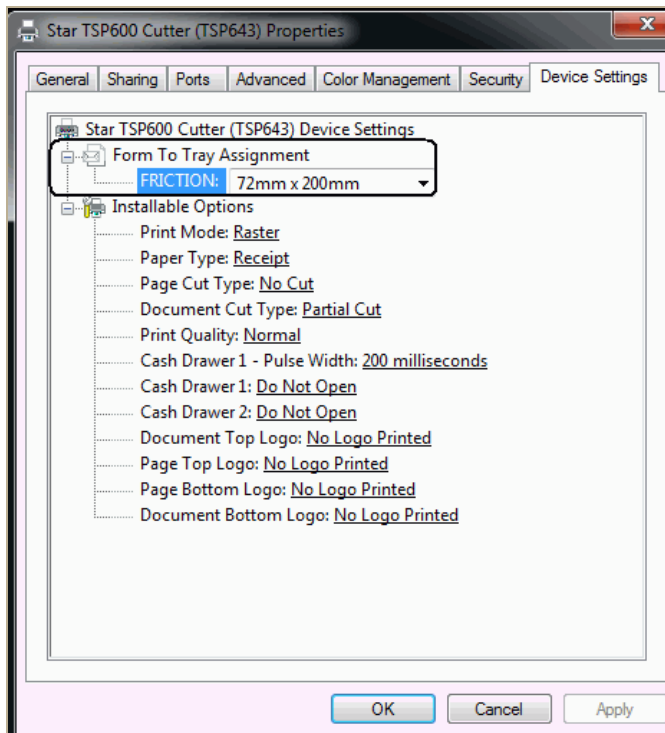 Star TSP600 Cutter (TSP643) Properties
General Sharing Ports Advanced Color Management Security Device Settings
Star TSP600 Cutter (TSP643) Device Settings
Form To Tray Assignment
FRICTION: 72mm x 200mm
Installable Options
Print Mode: Raster
Paper Type: Receipt
Page Cut Type: No Cut
Document Cut Type: Partial Cut
Print Quality: Normal
Cash Drawer 1 - Pulse Width: 200 milliseconds
Cash Drawer 1: Do Not Open
Cash Drawer 2: Do Not Open
Document Top Logo: No Logo Printed
Page Top Logo: No Logo Printed
Page Bottom Logo: No Logo Printed
Document Bottom Logo: No Logo Printed
OK Cancel Apply